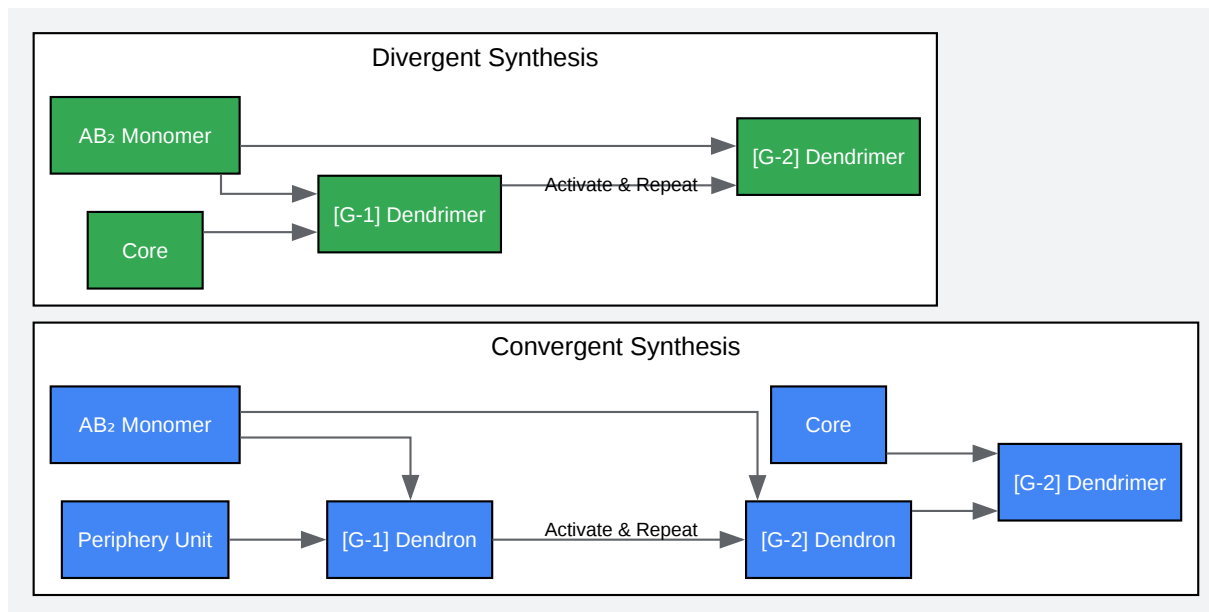 Divergent Synthesis
AB₂ Monomer
Core
[G-1] Dendrimer
Activate & Repeat
[G-2] Dendrimer
Convergent Synthesis
AB₂ Monomer
Periphery Unit
[G-1] Dendron
Activate & Repeat
Core
[G-2] Dendron
[G-2] Dendrimer